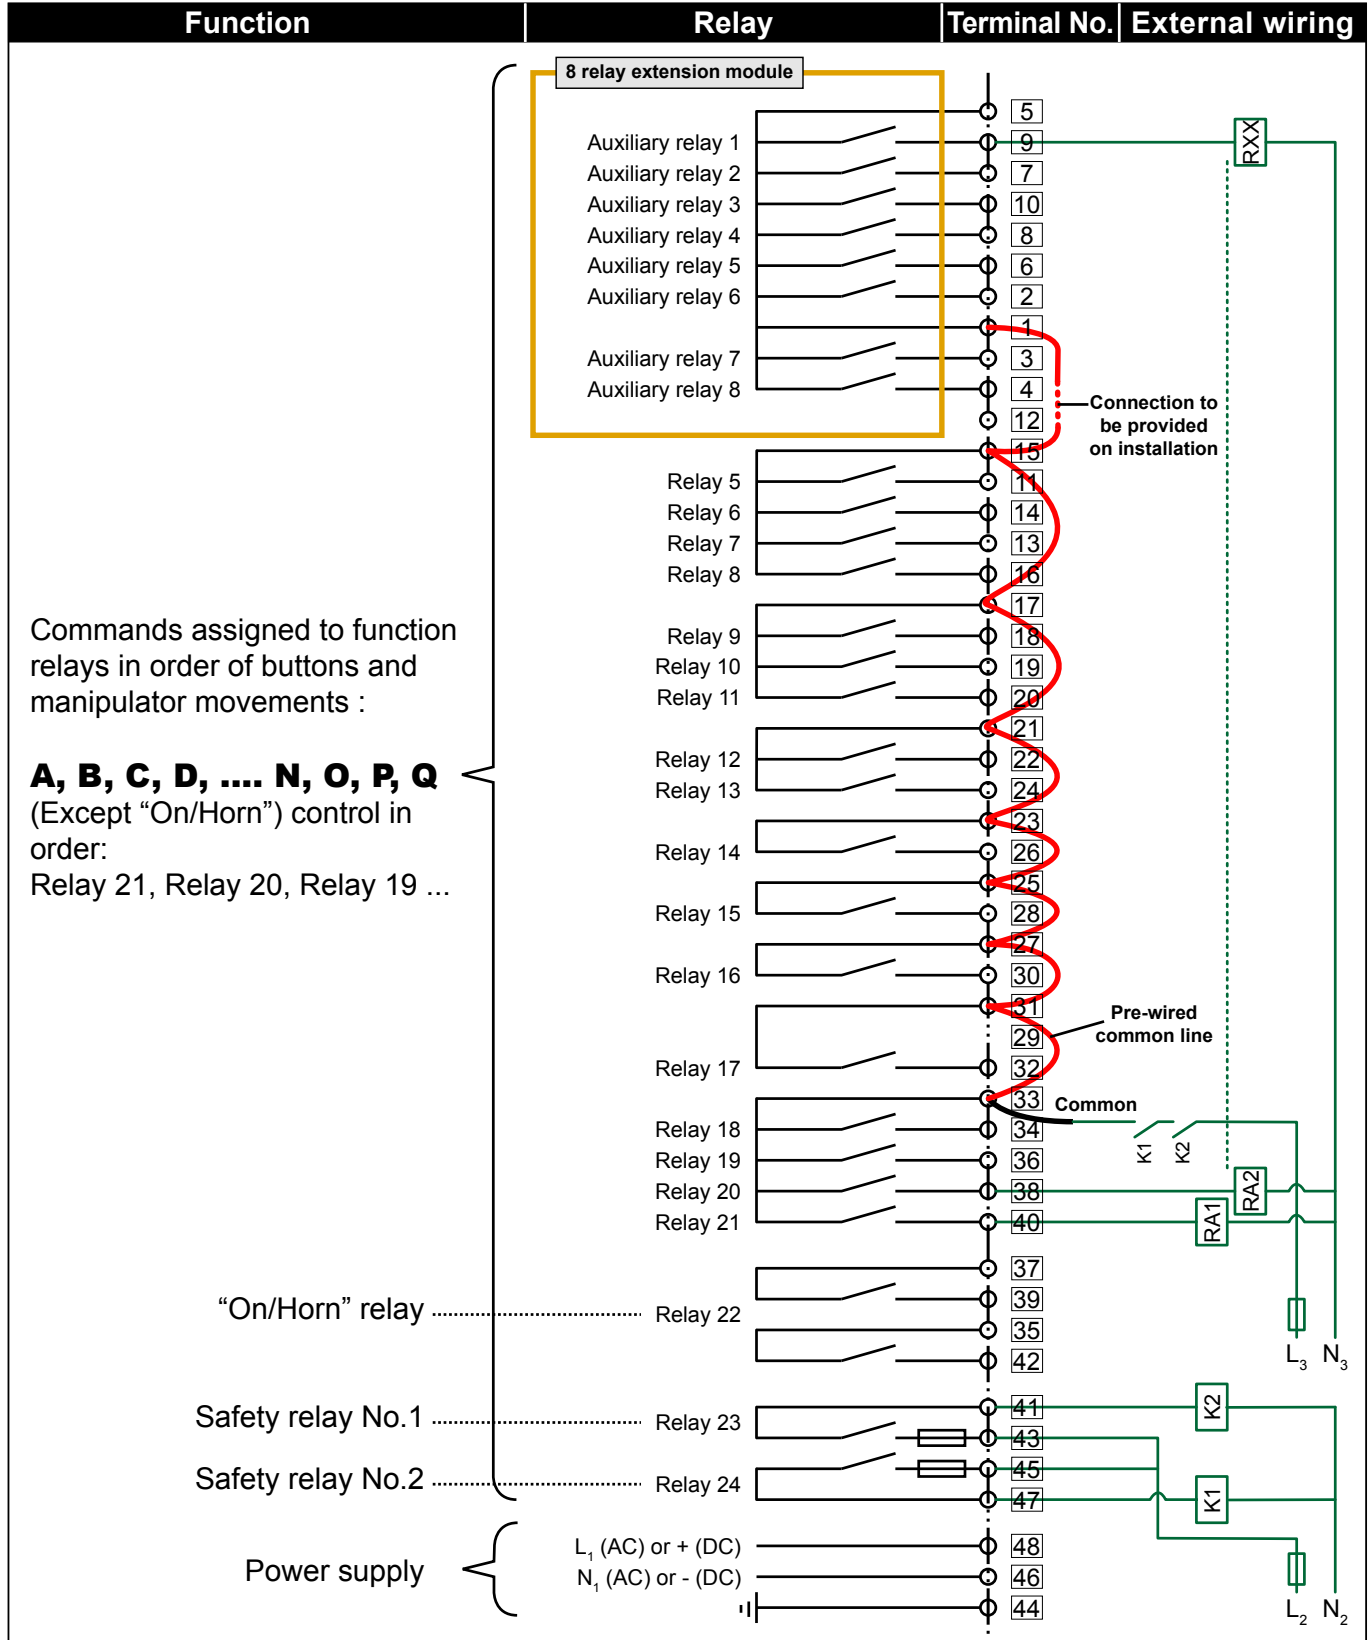 Function Relay Terminal No. External wiring
8 relay extension module
5
Auxiliary relay 1 9 RXX
Auxiliary relay 2 7
Auxiliary relay 3 10
Auxiliary relay 4 8
Auxiliary relay 5 6
Auxiliary relay 6 2
1
Auxiliary relay 7 3
Auxiliary relay 8 4
Connection to
be provided
on installation
12
15
Relay 5 11
Relay 6 14
Relay 7 13
Relay 8 16
17
Relay 9 18
Relay 10 19
Relay 11 20
21
Relay 12 22
Relay 13 24
23
Relay 14 26
25
Relay 15 28
27
Relay 16 30
31
29
Pre-wired
common line
Relay 17 32
33
Common
Relay 18 34 K1 K2
Relay 19 36
Relay 20 38 RA2
Relay 21 40 RA1
Commands assigned to function
relays in order of buttons and
manipulator movements :
A, B, C, D, .... N, O, P, Q
(Except “On/Horn”) control in
order:
Relay 21, Relay 20, Relay 19 ...
37
39
“On/Horn” relay Relay 22
35
42
L3 N3
41 K2
Safety relay No.1 Relay 23
43
45
Safety relay No.2 Relay 24
47 K1
L1 (AC) or + (DC) 48
Power supply
N1 (AC) or - (DC) 46
44
L2 N2